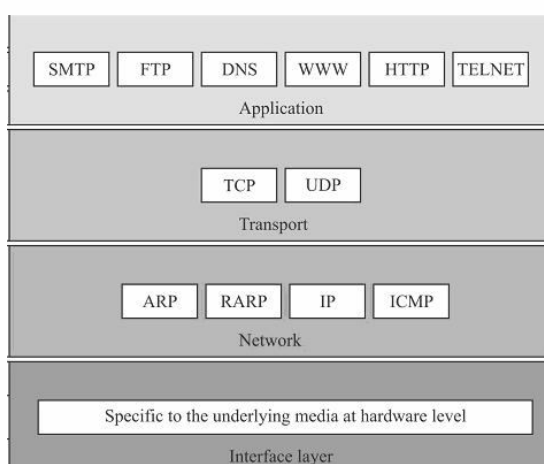 SMTP FTP DNS WWW HTTP TELNET
Application
TCP UDP
Transport
ARP RARP IP ICMP
Network
Specific to the underlying media at hardware level
Interface layer